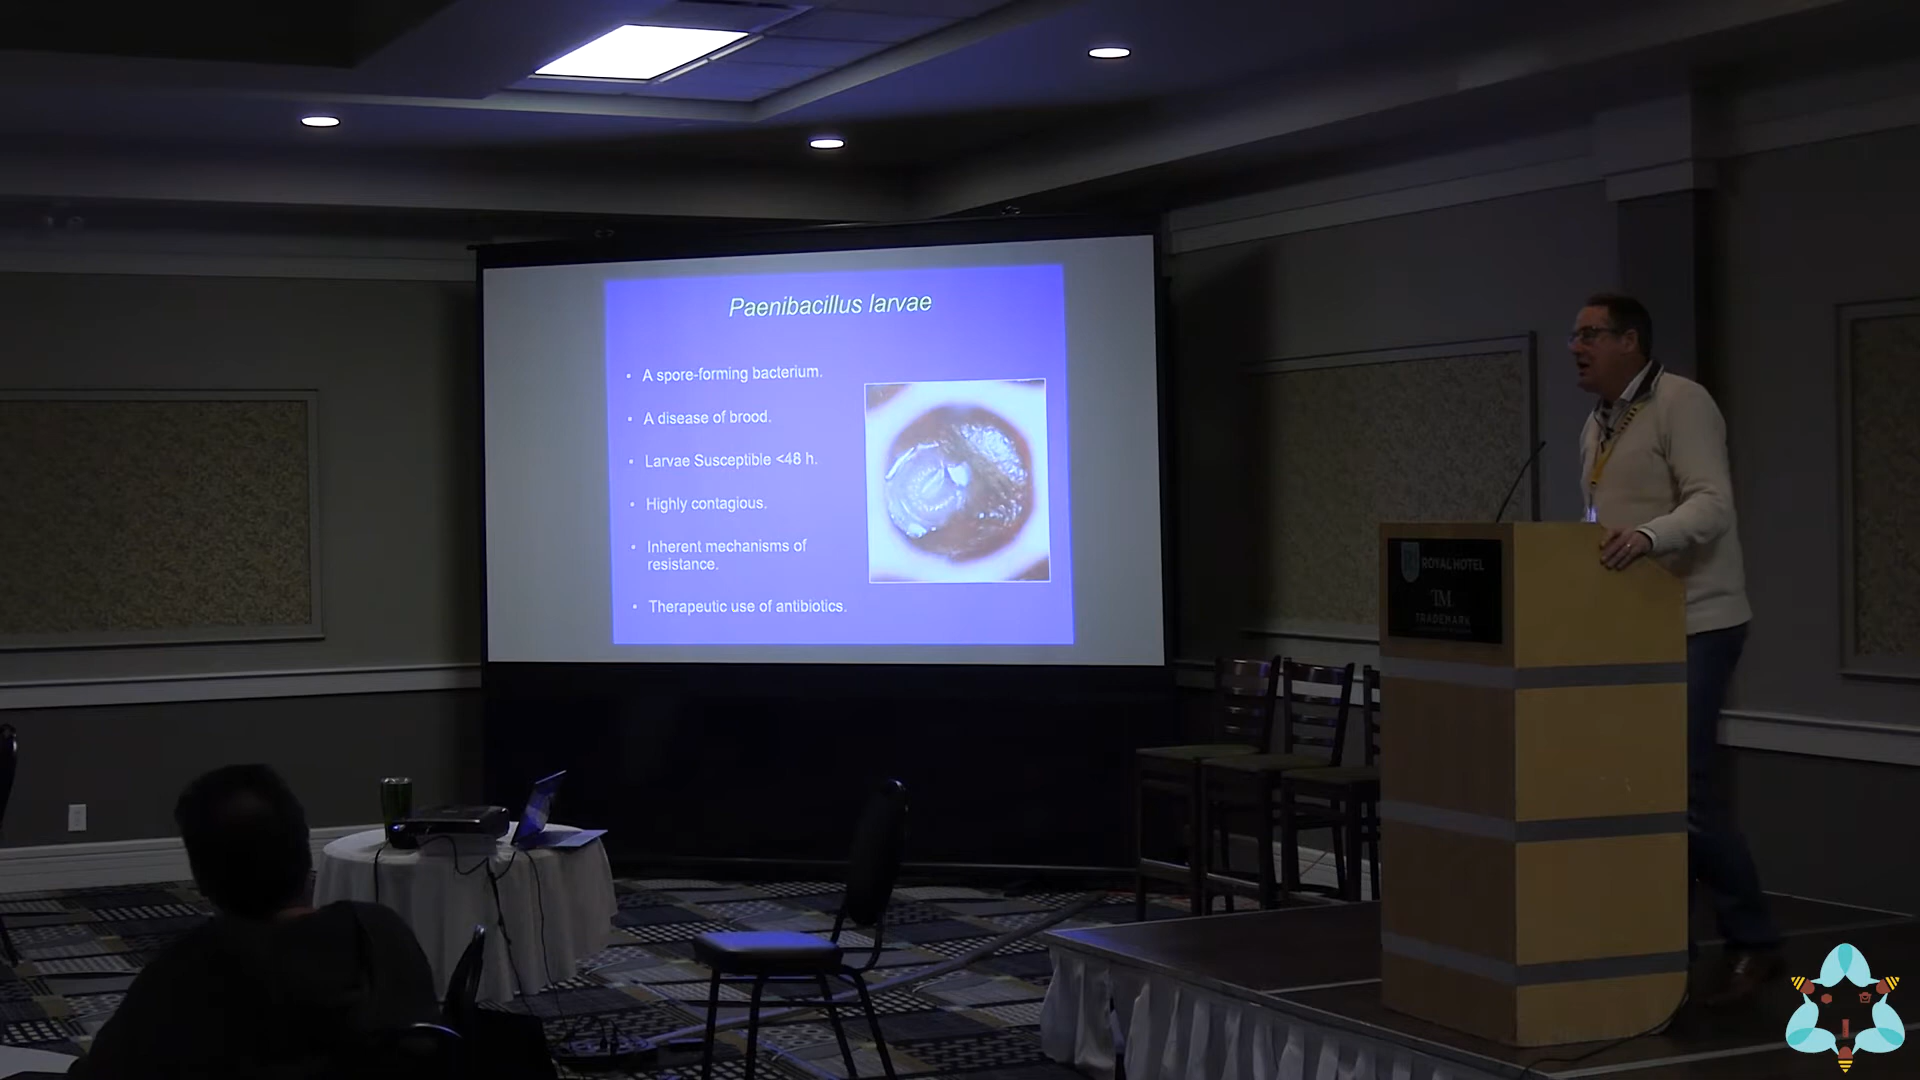 Paenibacillus larvae
• A spore-forming bacterium.
• A disease of brood.
• Larvae Susceptible <48 h.
• Highly contagious.
• Inherent mechanisms of
resistance.
• Therapeutic use of antibiotics.
ROYAL HOTEL
TM
TRADEMARK